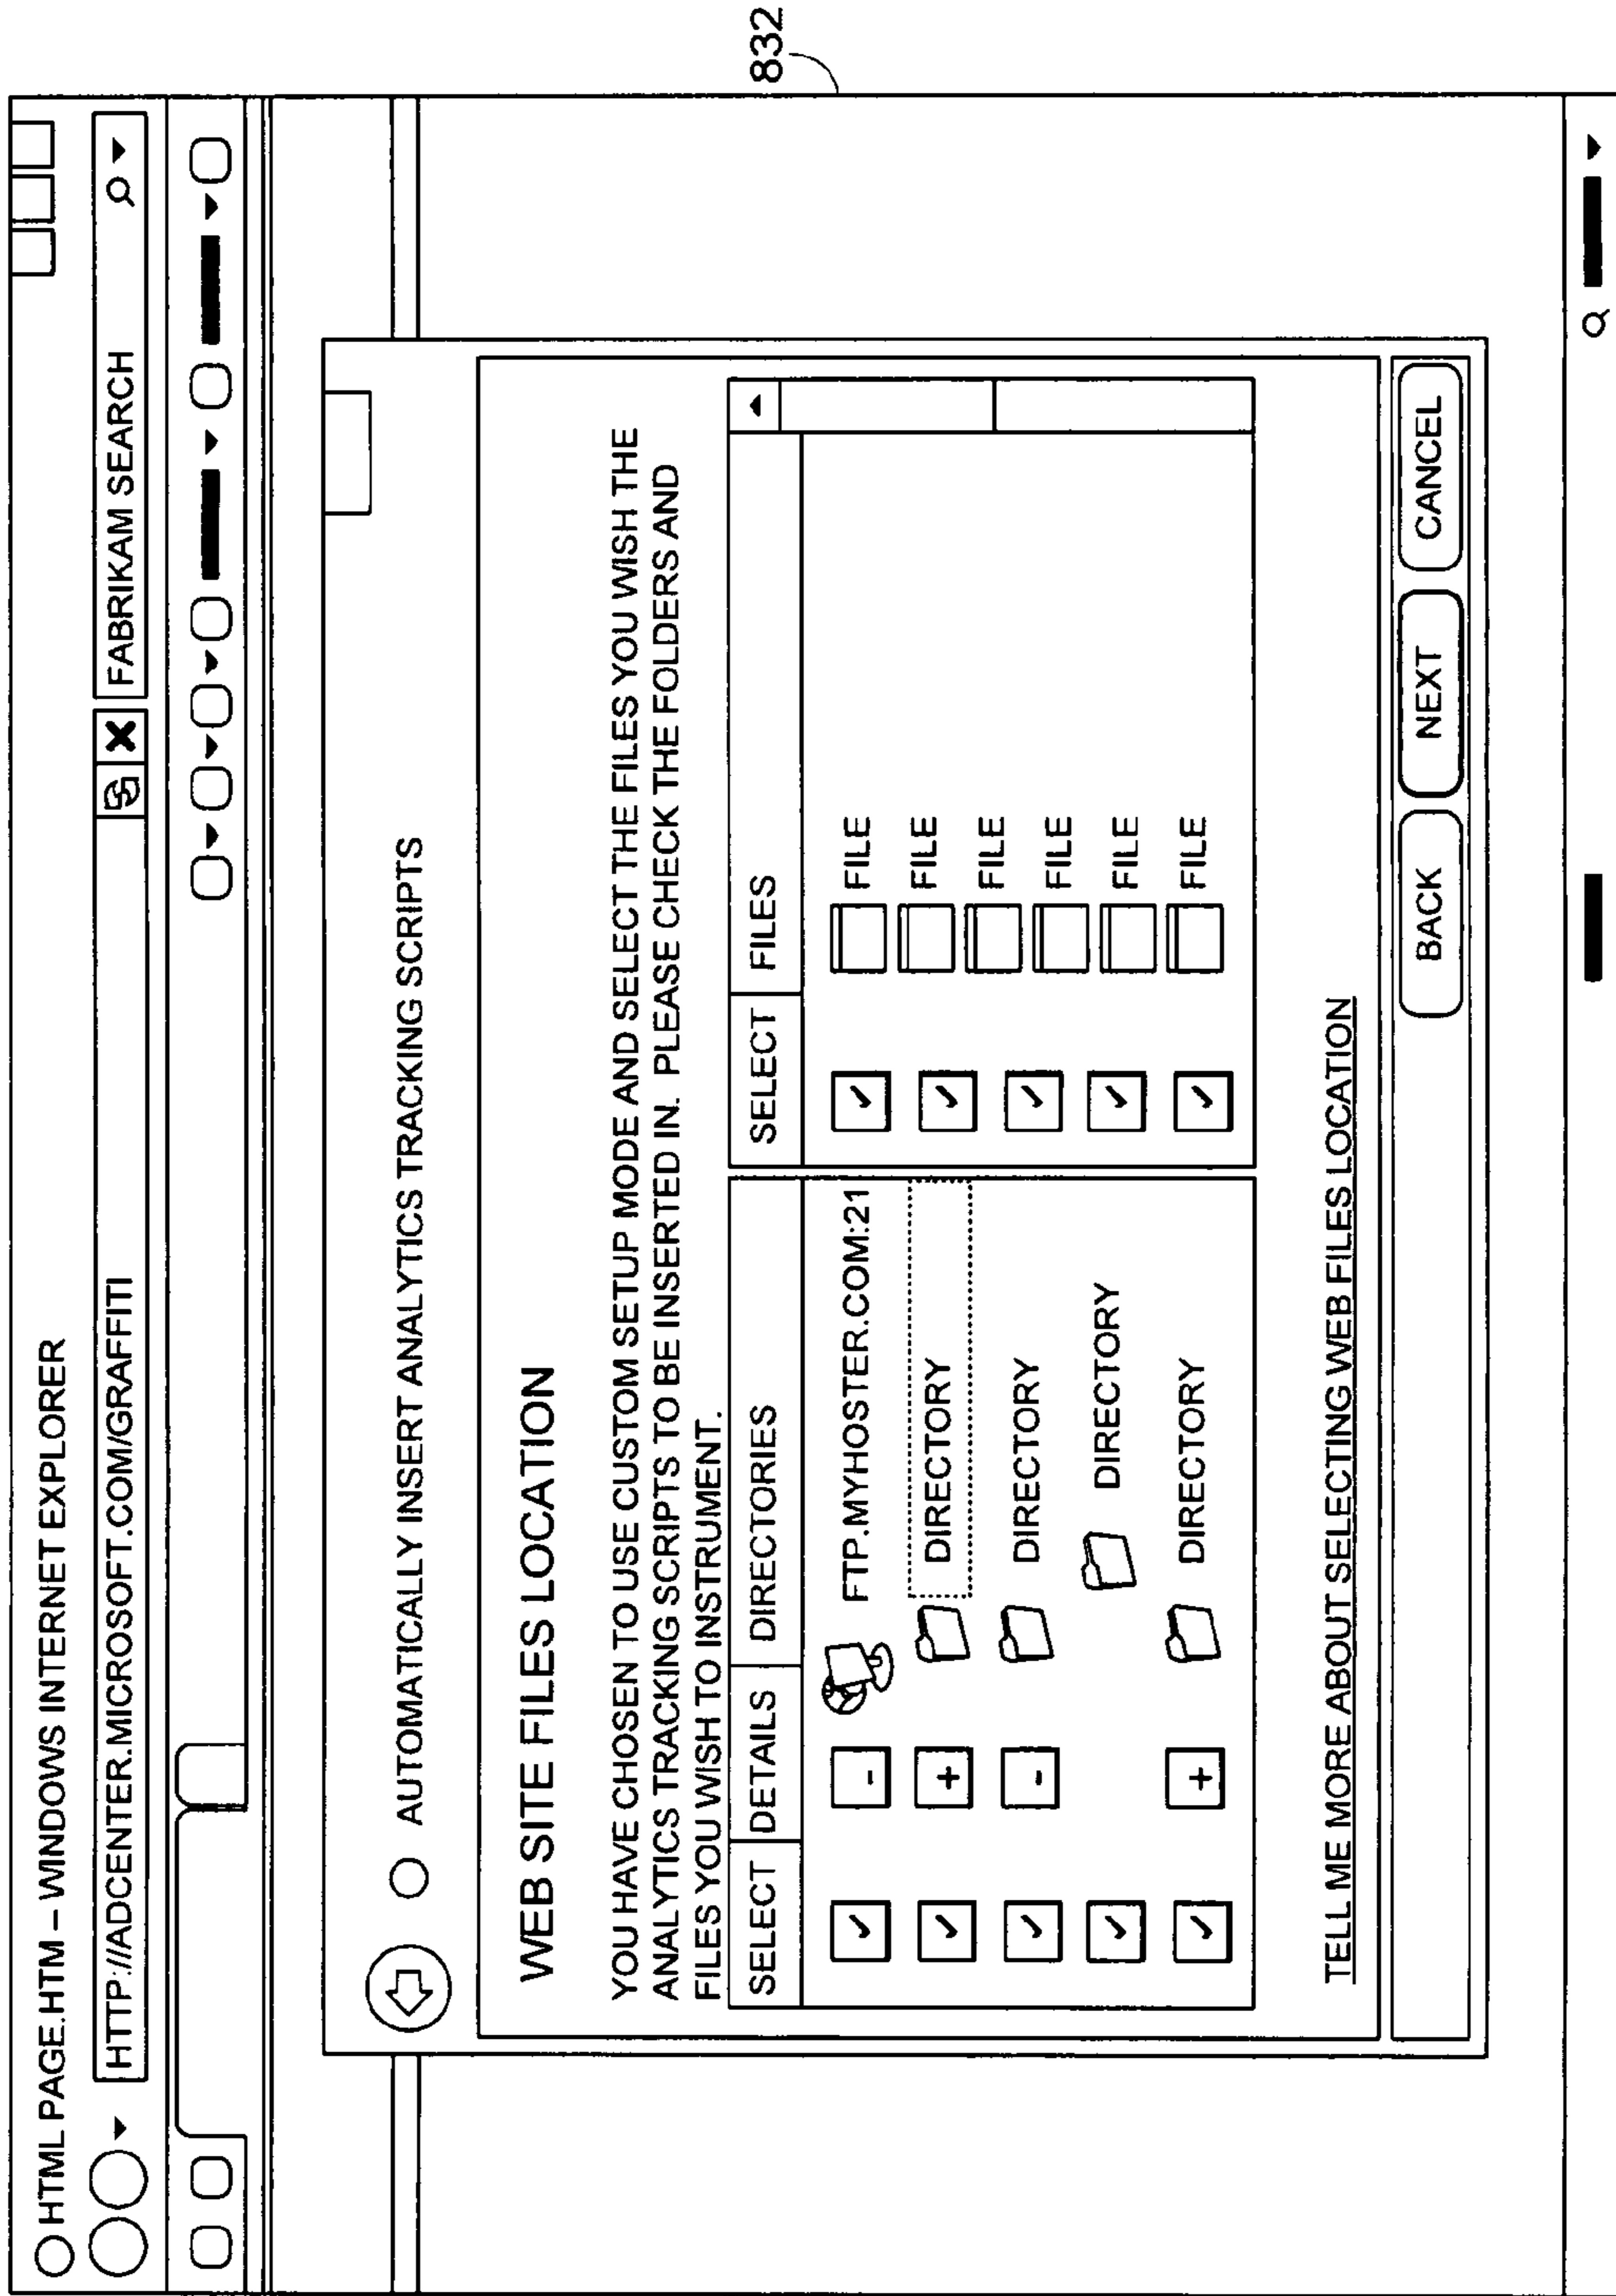 HTML PAGE.HTM – WINDOWS INTERNET EXPLORER
HTTP://ADCENTER.MICROSOFT.COM/GRAFFITI
FABRIKAM SEARCH
832
AUTOMATICALLY INSERT ANALYTICS TRACKING SCRIPTS
WEB SITE FILES LOCATION
YOU HAVE CHOSEN TO USE CUSTOM SETUP MODE AND SELECT THE FILES YOU WISH THE
ANALYTICS TRACKING SCRIPTS TO BE INSERTED IN. PLEASE CHECK THE FOLDERS AND
FILES YOU WISH TO INSTRUMENT.
SELECT DETAILS DIRECTORIES
FTP.MYHOSTER.COM:21
DIRECTORY
DIRECTORY
DIRECTORY
DIRECTORY
SELECT FILES
FILE
FILE
FILE
FILE
FILE
FILE
TELL ME MORE ABOUT SELECTING WEB FILES LOCATION
BACK NEXT CANCEL